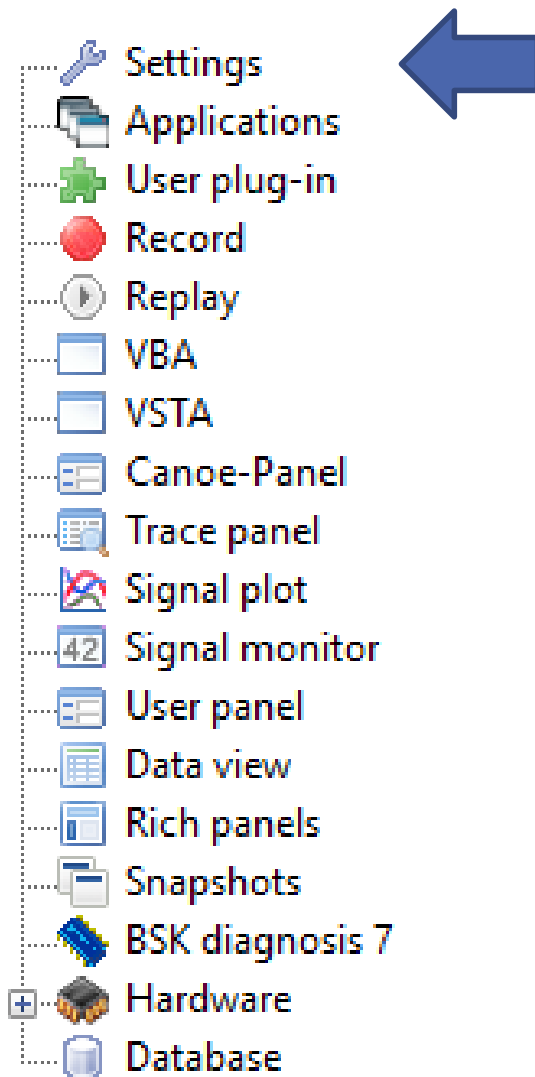 Settings
Applications
User plug-in
Record
Replay
VBA
VSTA
Canoe-Panel
Trace panel
Signal plot
42 Signal monitor
User panel
Data view
Rich panels
Snapshots
BSK diagnosis 7
Hardware
Database